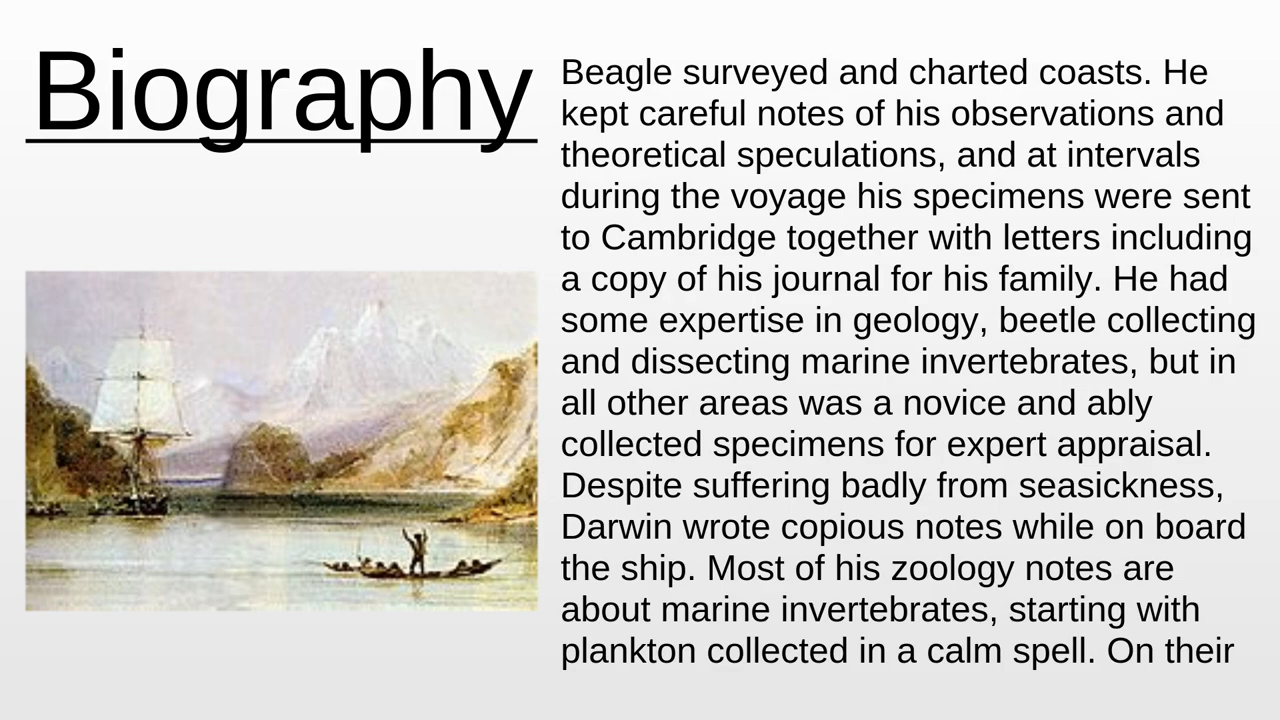 Biography
Beagle surveyed and charted coasts. He
kept careful notes of his observations and
theoretical speculations, and at intervals
during the voyage his specimens were sent
to Cambridge together with letters including
a copy of his journal for his family. He had
some expertise in geology, beetle collecting
and dissecting marine invertebrates, but in
all other areas was a novice and ably
collected specimens for expert appraisal.
Despite suffering badly from seasickness,
Darwin wrote copious notes while on board
the ship. Most of his zoology notes are
about marine invertebrates, starting with
plankton collected in a calm spell. On their